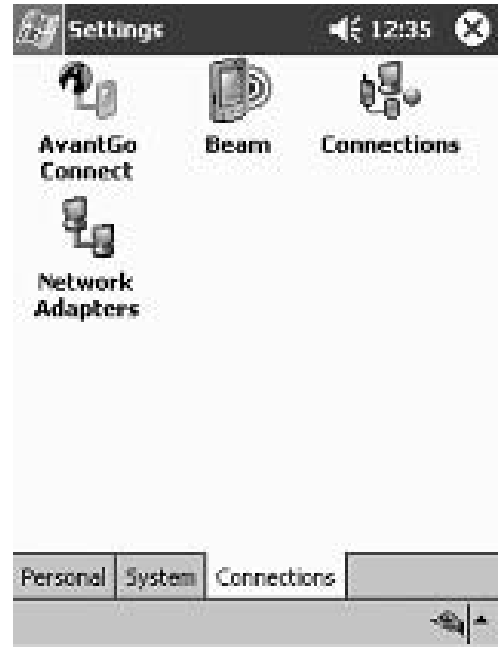 Settings 12:35
AvantGo Connect
Beam
Connections
Network Adapters
Personal System Connections